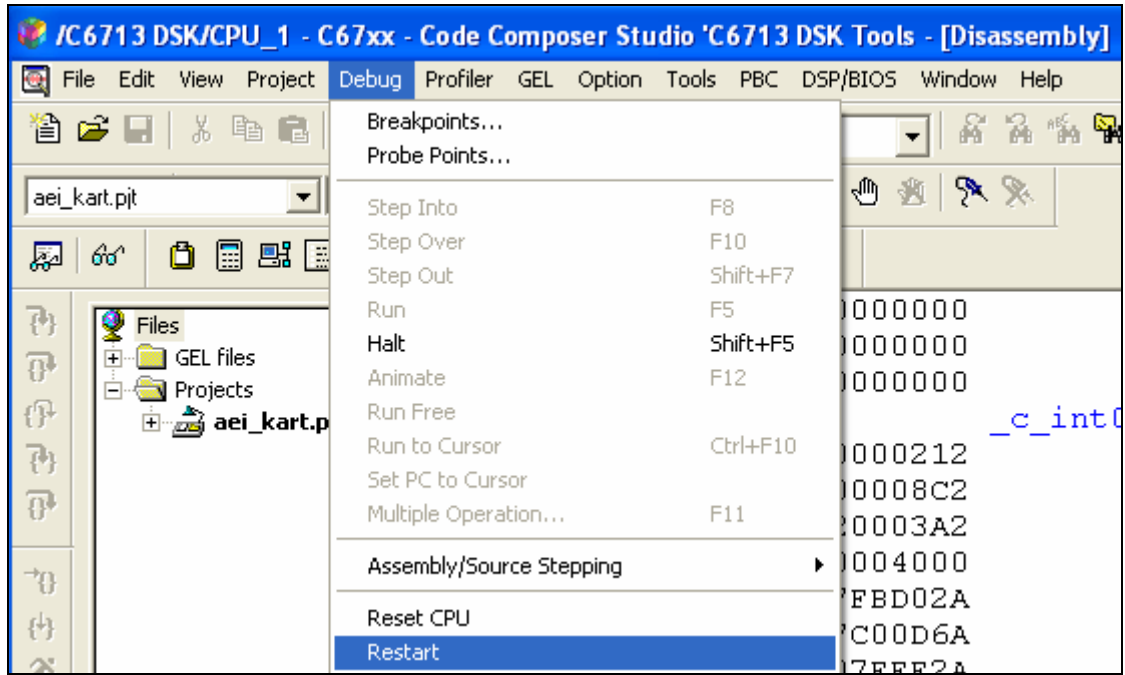 /C6713 DSK/CPU_1 - C67xx - Code Composer Studio 'C6713 DSK Tools - [Disassembly]
File Edit View Project Debug Profiler GEL Option Tools PBC DSP/BIOS Window Help
Breakpoints...
Probe Points...
aei_kart.pjt
Step Into F8
Step Over F10
Step Out Shift+F7
Run F5
Halt Shift+F5
Animate F12
Run Free
Run to Cursor Ctrl+F10
Set PC to Cursor
Multiple Operation... F11
Assembly/Source Stepping
Reset CPU
Restart
Files
GEL files
Projects
aei_kart.p
0000000
0000000
0000000
_c_int0
0000212
00008C2
0003A2
0004000
FBD02A
C00D6A